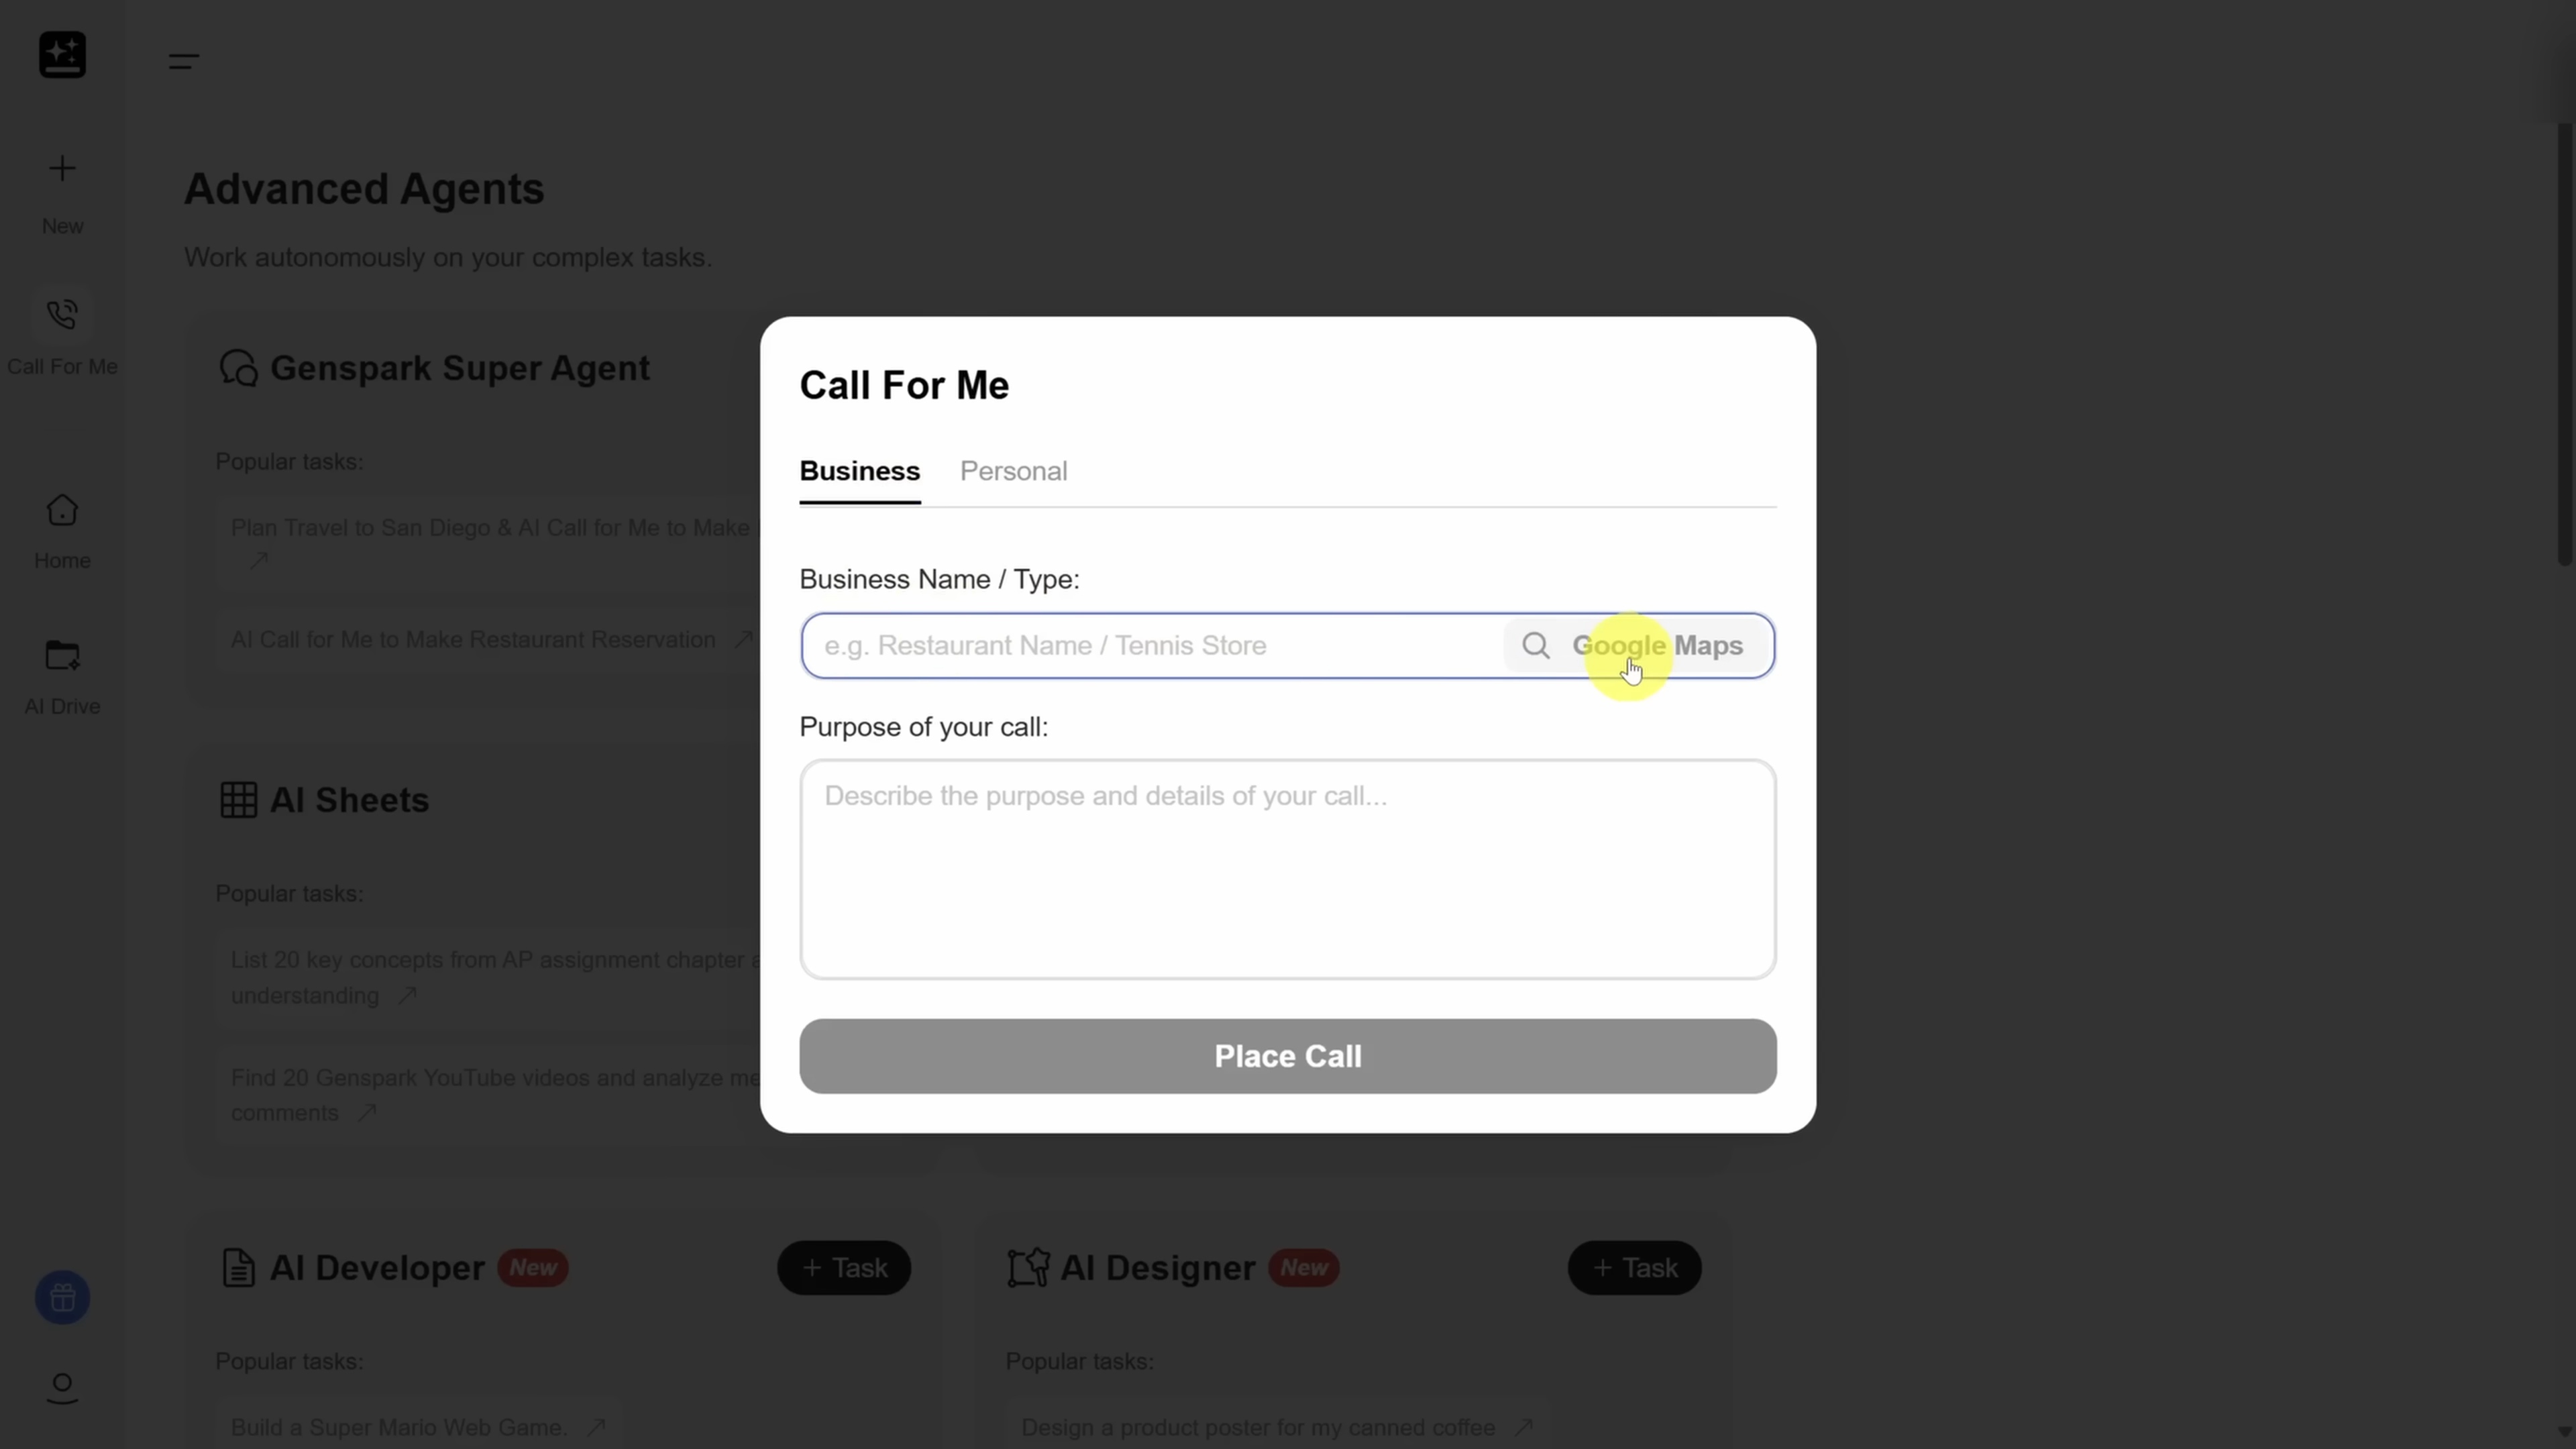 New
Call For Me
Home
AI Drive
Advanced Agents
Work autonomously on your complex tasks.
Genspark Super Agent
Popular tasks:
Plan Travel to San Diego & AI Call for Me to Make
AI Call for Me to Make Restaurant Reservation
AI Sheets
Popular tasks:
List 20 key concepts from AP assignment chapter
understanding
Find 20 Genspark YouTube videos and analyze
comments
Call For Me
Business Personal
Business Name / Type:
e.g. Restaurant Name / Tennis Store Google Maps
Purpose of your call:
Describe the purpose and details of your call...
Place Call
AI Developer New + Task
Popular tasks:
Build a Super Mario Web Game.
AI Designer New + Task
Popular tasks:
Design a product poster for my canned coffee